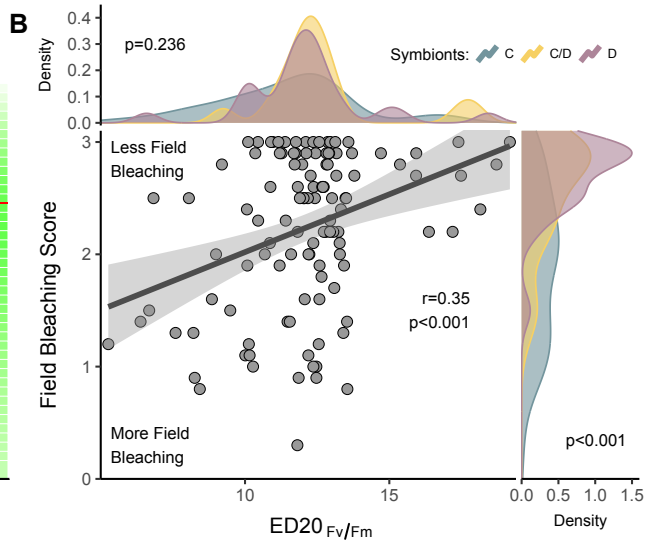 B
Density
0.4
0.3
0.2
0.1
0.0
p=0.236
Symbionts: C C/D D
Field Bleaching Score
3
2
1
0
Less Field
Bleaching
r=0.35
p<0.001
More Field
Bleaching
p<0.001
10 15
ED20 Fv/Fm
0.0 0.5 1.0 1.5
Density